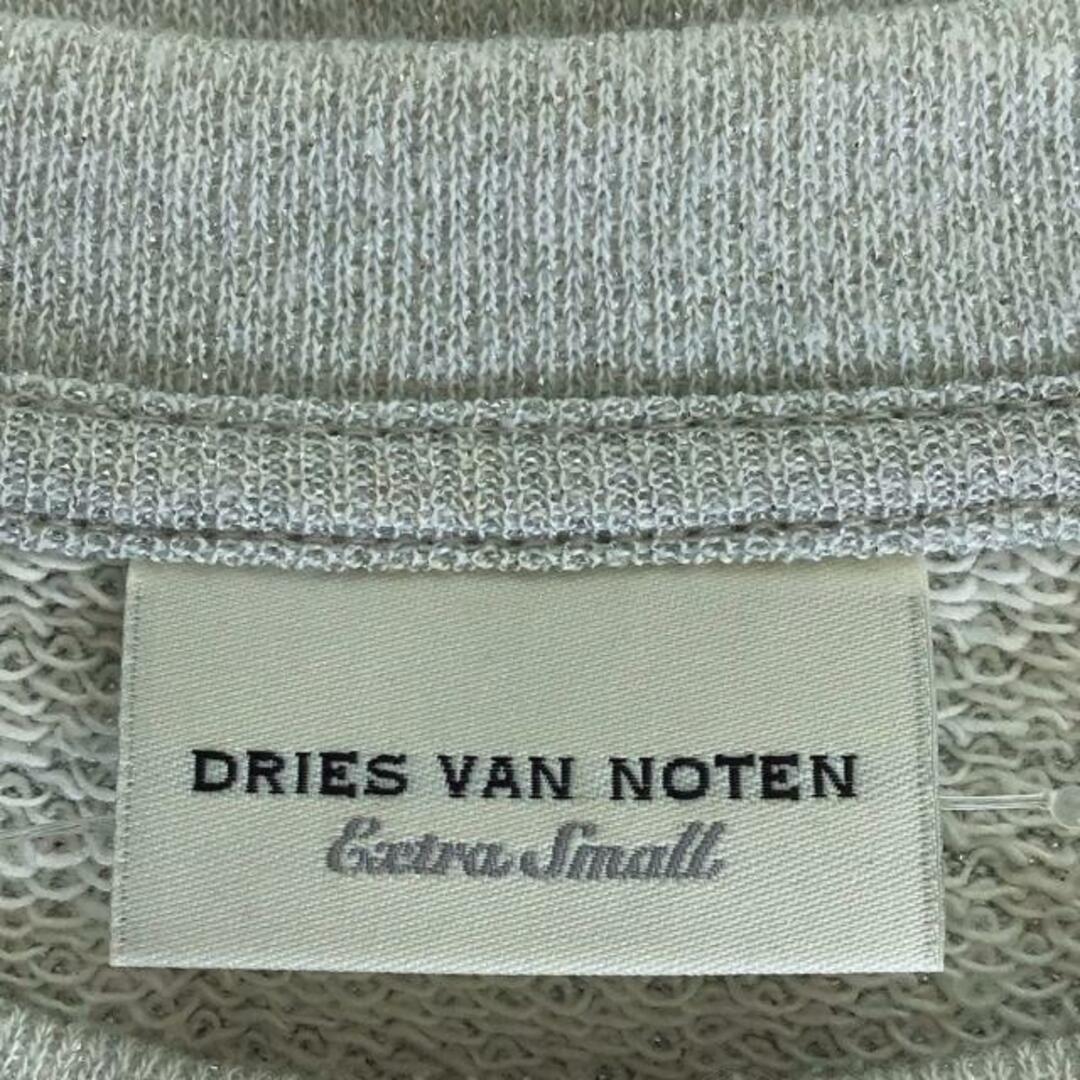 DRIES VAN NOTEN
Extra Small